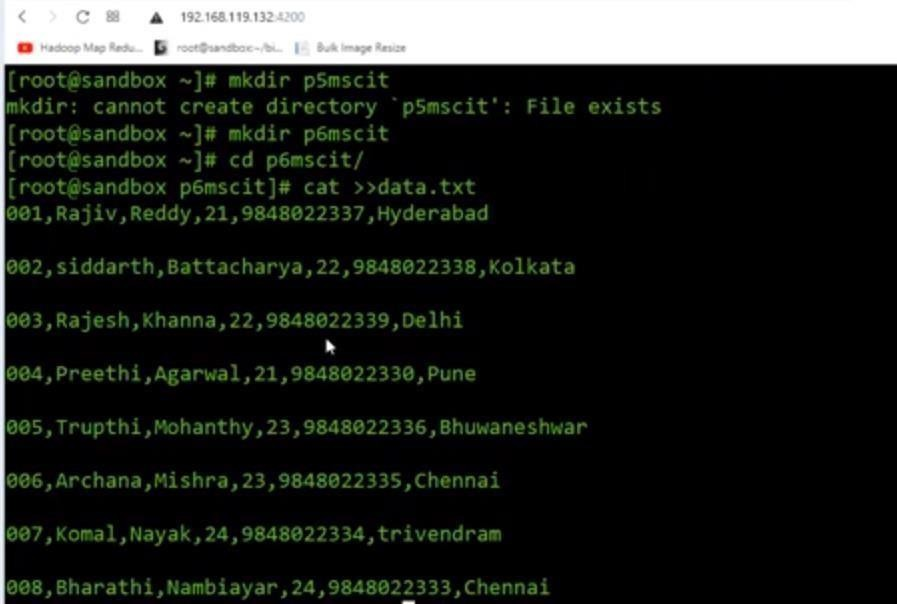 192.168.119.132:4200
Hadoop Map Redu... root@sandbox:~/bi... Bulk Image Resize
[root@sandbox ~]# mkdir p5mscit
mkdir: cannot create directory `p5mscit': File exists
[root@sandbox ~]# mkdir p6mscit
[root@sandbox ~]# cd p6mscit/
[root@sandbox p6mscit]# cat >>data.txt
001,Rajiv,Reddy,21,9848022337,Hyderabad
002,siddarth,Battacharya,22,9848022338,Kolkata
003,Rajesh,Khanna,22,9848022339,Delhi
004,Preethi,Agarwal,21,9848022330,Pune
005,Trupthi,Mohanthy,23,9848022336,Bhuwaneshwar
006,Archana,Mishra,23,9848022335,Chennai
007,Komal,Nayak,24,9848022334,trivendram
008,Bharathi,Nambiayar,24,9848022333,Chennai